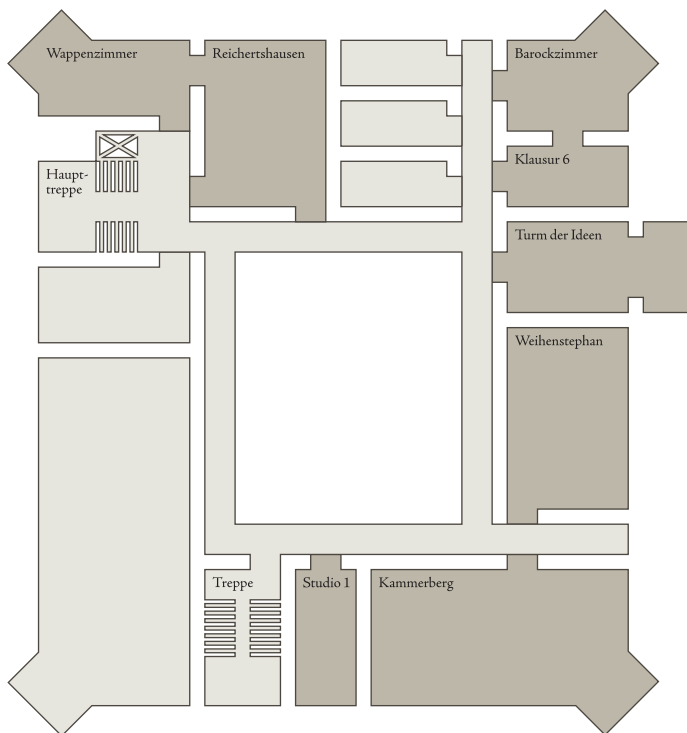 Wappenzimmer
Reichertshausen
Barockzimmer
Klausur 6
Haupt-
treppe
Turm der Ideen
Weihenstephan
Treppe
Studio 1
Kammerberg